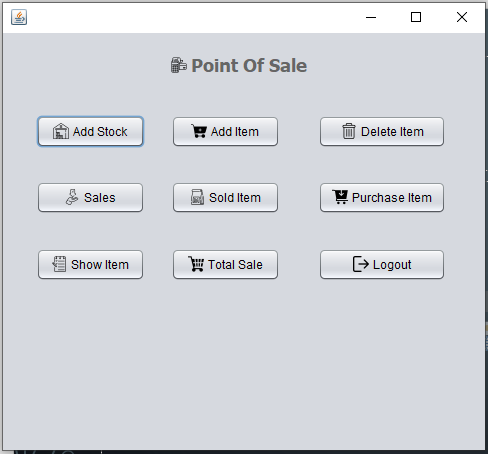 Point Of Sale
Add Stock Add Item Delete Item
Sales Sold Item Purchase Item
Show Item Total Sale Logout